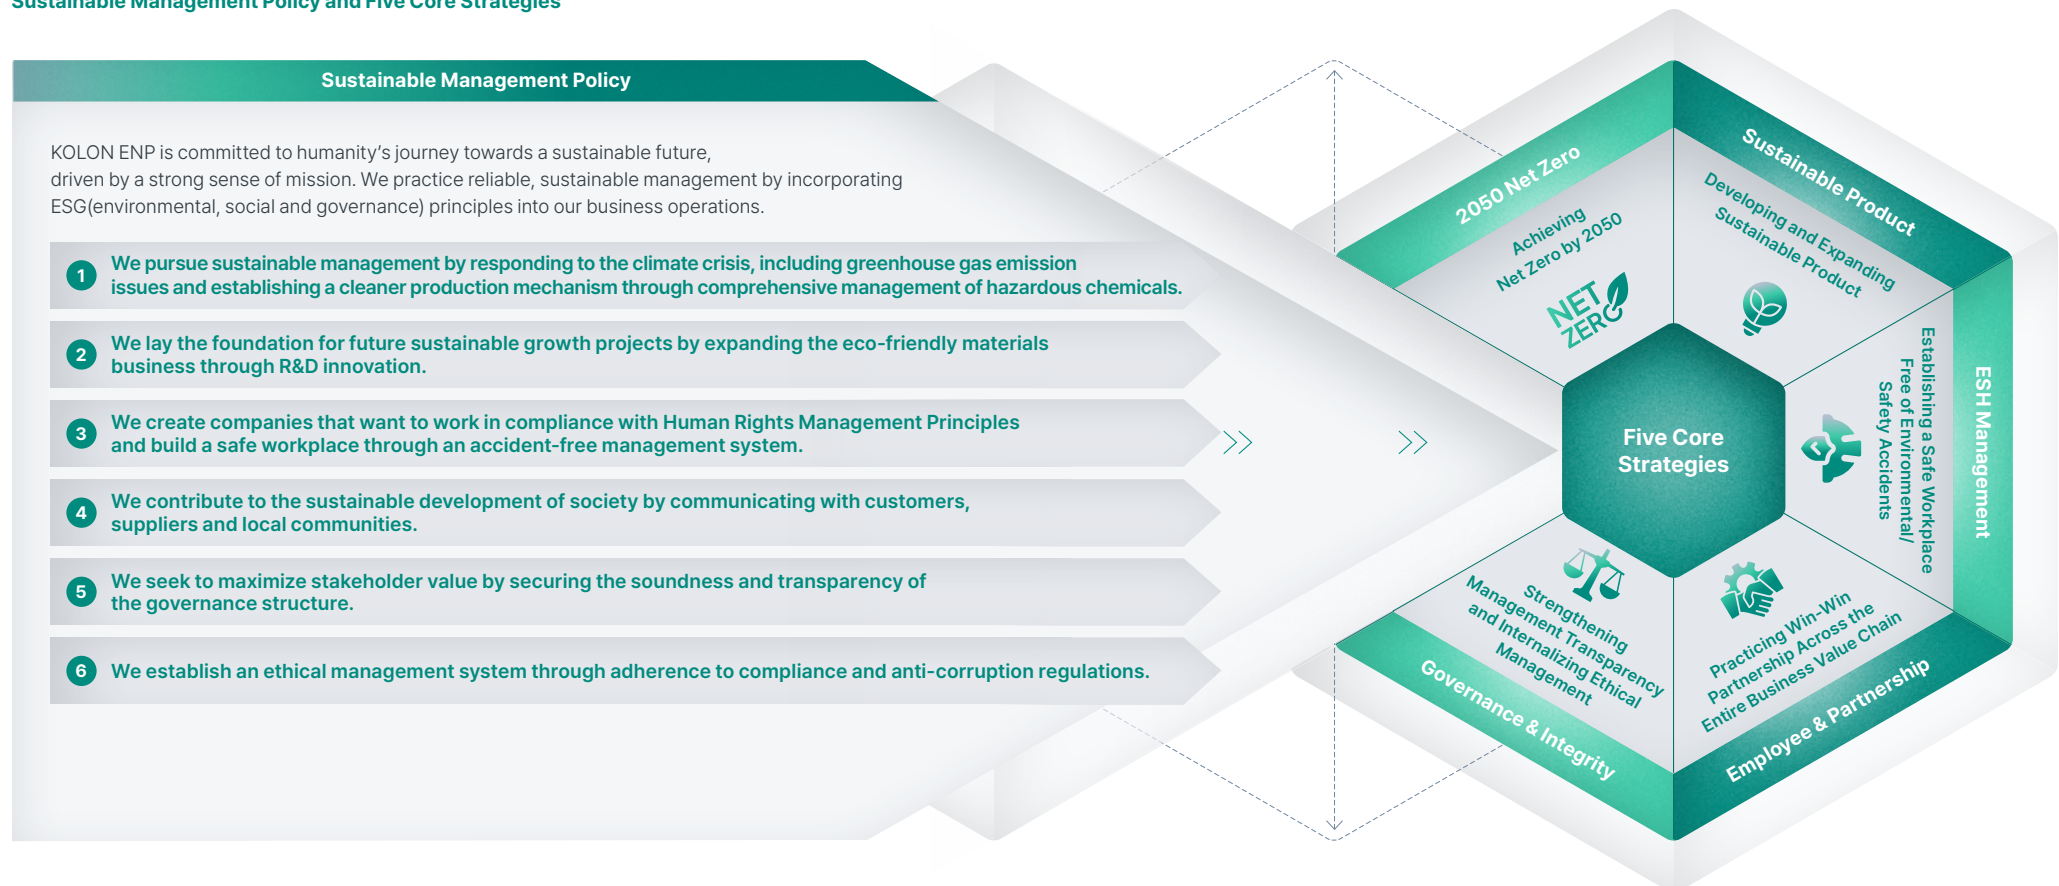 Sustainable Management Policy and Five Core Strategies
Sustainable Management Policy
KOLON ENP is committed to humanity's journey towards a sustainable future,
driven by a strong sense of mission. We practice reliable, sustainable management by incorporating
ESG(environmental, social and governance) principles into our business operations.
1 We pursue sustainable management by responding to the climate crisis, including greenhouse gas emission
issues and establishing a cleaner production mechanism through comprehensive management of hazardous chemicals.
2 We lay the foundation for future sustainable growth projects by expanding the eco-friendly materials
business through R&D innovation.
3 We create companies that want to work in compliance with Human Rights Management Principles
and build a safe workplace through an accident-free management system.
4 We contribute to the sustainable development of society by communicating with customers,
suppliers and local communities.
5 We seek to maximize stakeholder value by securing the soundness and transparency of
the governance structure.
6 We establish an ethical management system through adherence to compliance and anti-corruption regulations.
Five Core
Strategies
2050 Net Zero
Achieving
Net Zero by 2050
NET
ZERO
Sustainable Product
Developing and Expanding
Sustainable Product
ESH Management
Establishing a Safe Workplace
Free of Environmental/
Safety Accidents
Employee & Partnership
Practicing Win-Win
Partnership Across the
Entire Business Value Chain
Governance & Integrity
Strengthening
Management Transparency
and Internalizing Ethical
Management